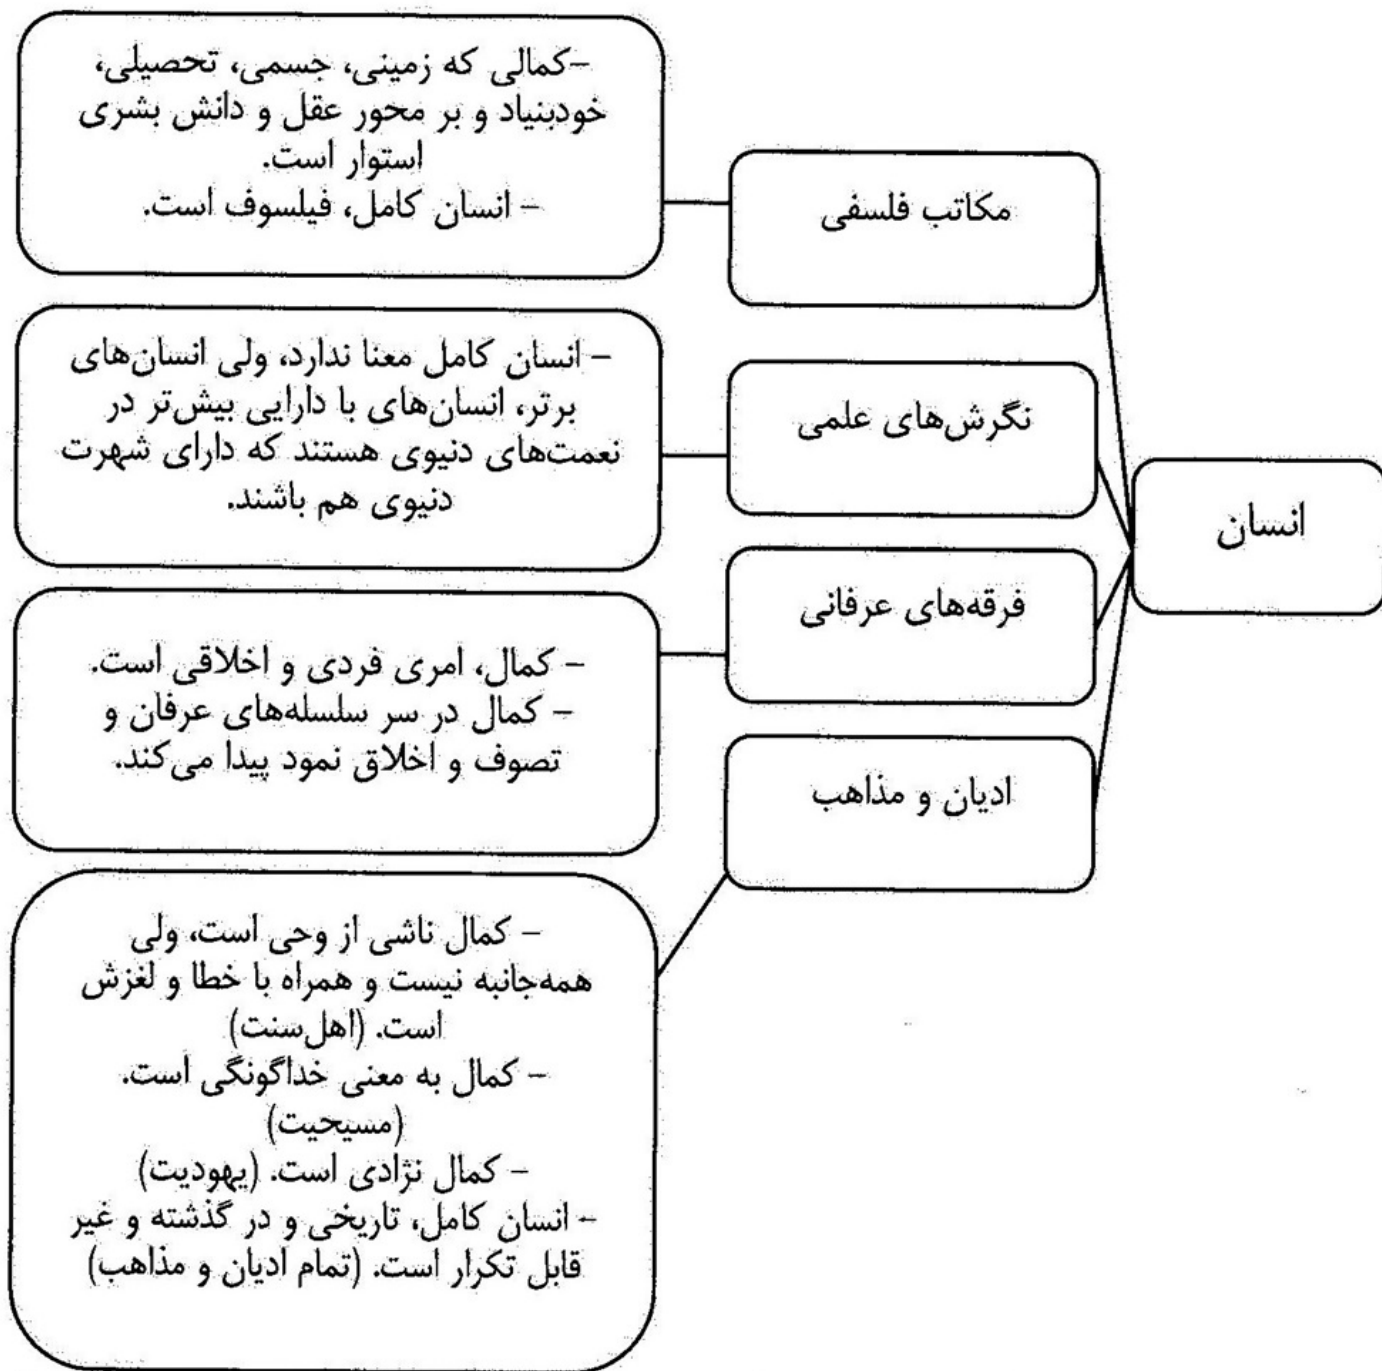 انسان
مکاتب فلسفی
–کمالی که زمینی، جسمی، تحصیلی،
خودبنیاد و بر محور عقل و دانش بشری
استوار است.
– انسان کامل، فیلسوف است.
نگرش‌های علمی
– انسان کامل معنا ندارد، ولی انسان‌های
برتر، انسان‌های با دارایی بیش‌تر در
نعمت‌های دنیوی هستند که دارای شهرت
دنیوی هم باشند.
فرقه‌های عرفانی
– کمال، امری فردی و اخلاقی است.
– کمال در سر سلسله‌های عرفان و
تصوف و اخلاق نمود پیدا می‌کند.
ادیان و مذاهب
– کمال ناشی از وحی است، ولی
همه‌جانبه نیست و همراه با خطا و لغزش
است. (اهل‌سنت)
– کمال به معنی خداگونگی است.
(مسیحیت)
– کمال نژادی است. (یهودیت)
– انسان کامل، تاریخی و در گذشته و غیر
قابل تکرار است. (تمام ادیان و مذاهب)